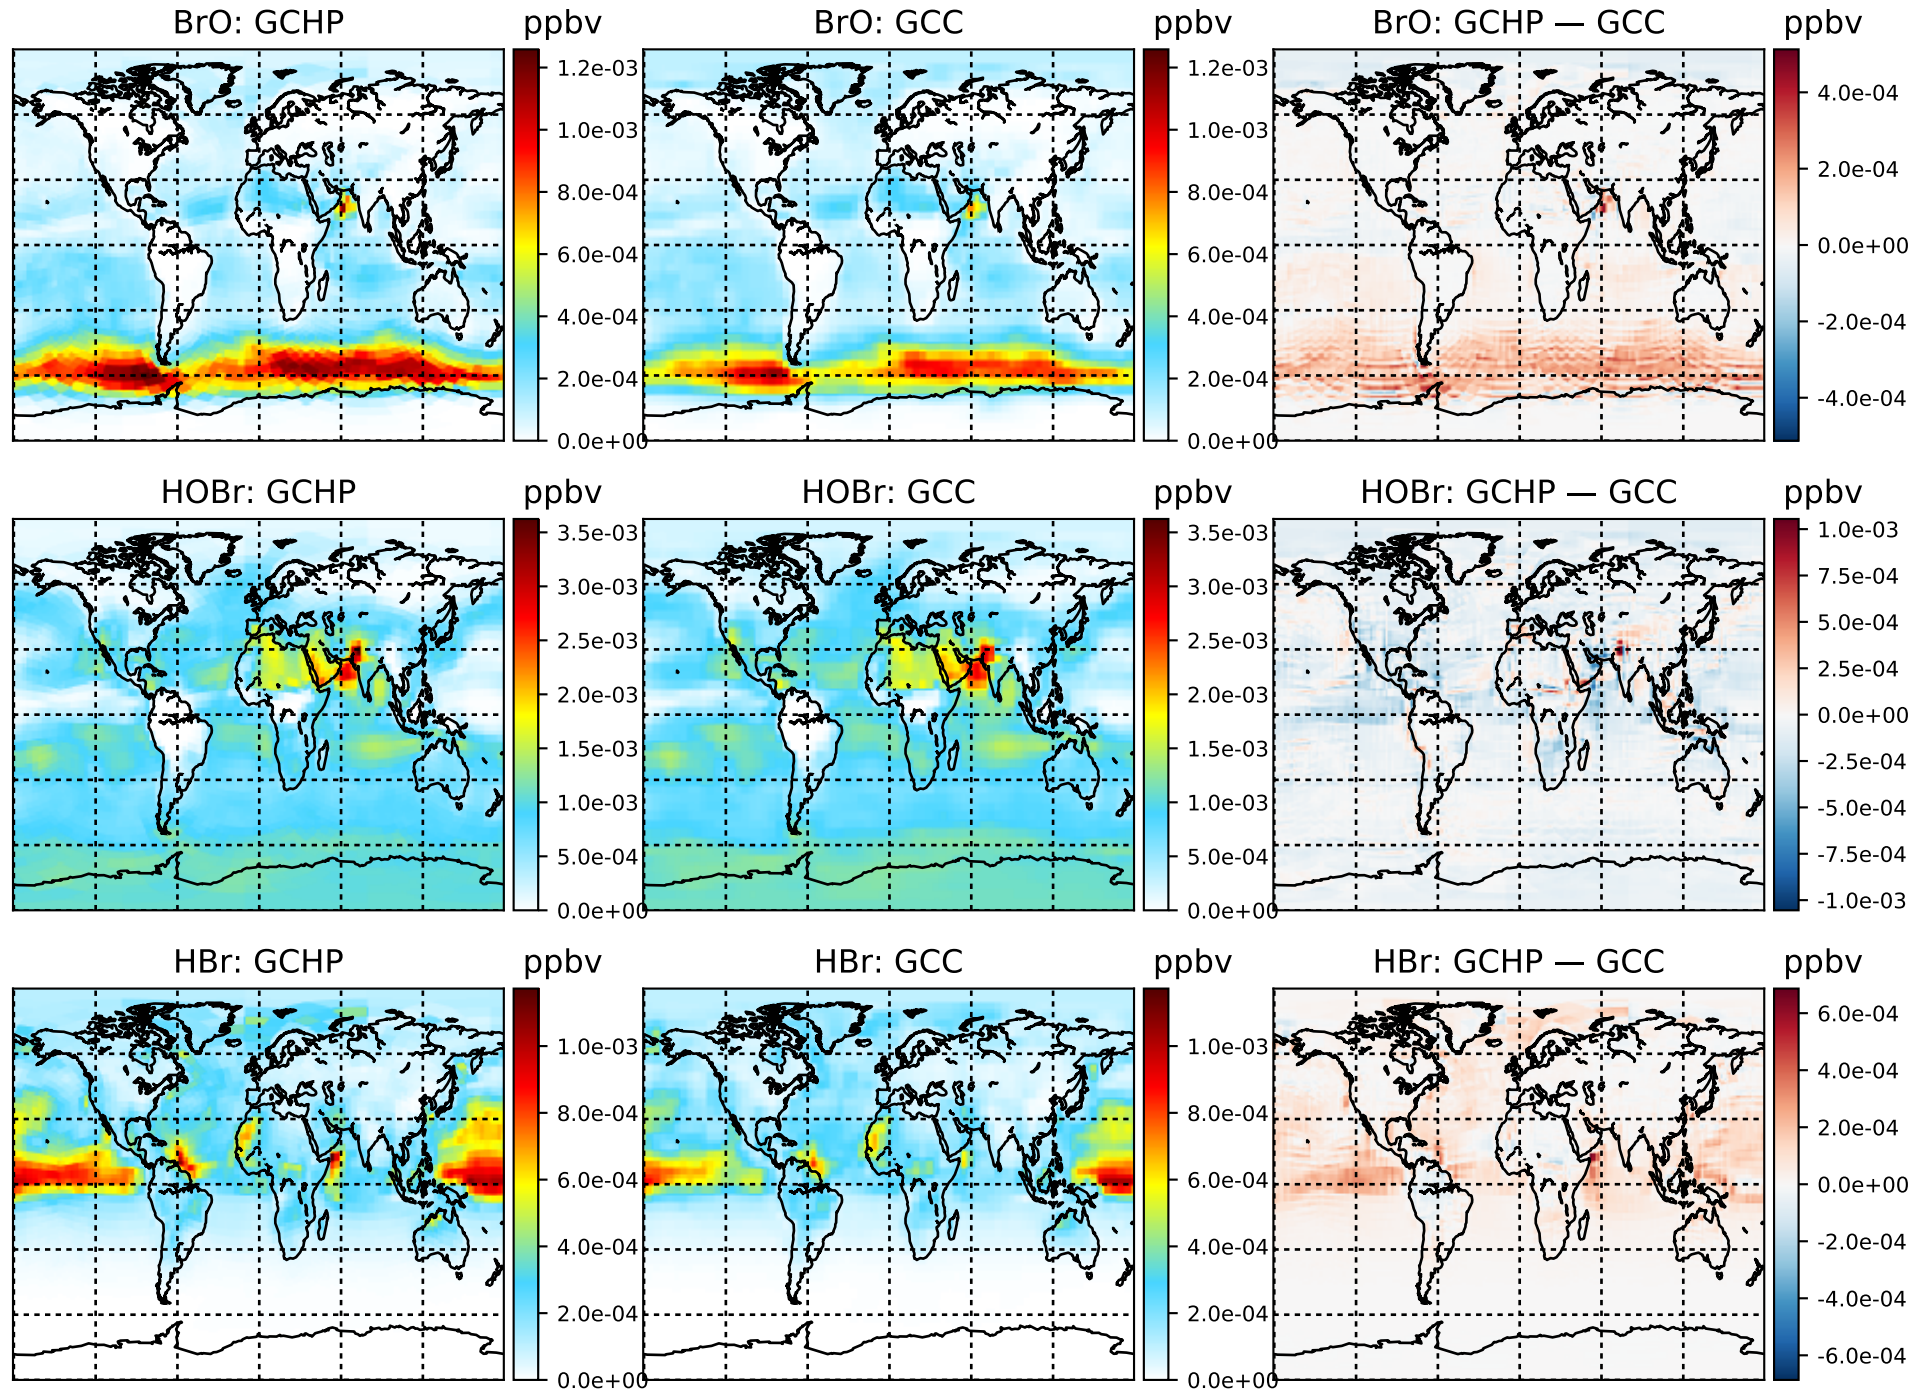 BrO: GCHP
ppbv
BrO: GCC
ppbv
BrO: GCHP — GCC
ppbv
1.2e-03
1.0e-03
8.0e-04
6.0e-04
4.0e-04
2.0e-04
0.0e+00
1.2e-03
1.0e-03
8.0e-04
6.0e-04
4.0e-04
2.0e-04
0.0e+00
4.0e-04
2.0e-04
0.0e+00
-2.0e-04
-4.0e-04
HOBr: GCHP
ppbv
HOBr: GCC
ppbv
HOBr: GCHP — GCC
ppbv
3.5e-03
3.0e-03
2.5e-03
2.0e-03
1.5e-03
1.0e-03
5.0e-04
0.0e+00
3.5e-03
3.0e-03
2.5e-03
2.0e-03
1.5e-03
1.0e-03
5.0e-04
0.0e+00
1.0e-03
7.5e-04
5.0e-04
2.5e-04
0.0e+00
-2.5e-04
-5.0e-04
-7.5e-04
-1.0e-03
HBr: GCHP
ppbv
HBr: GCC
ppbv
HBr: GCHP — GCC
ppbv
1.0e-03
8.0e-04
6.0e-04
4.0e-04
2.0e-04
0.0e+00
1.0e-03
8.0e-04
6.0e-04
4.0e-04
2.0e-04
0.0e+00
6.0e-04
4.0e-04
2.0e-04
0.0e+00
-2.0e-04
-4.0e-04
-6.0e-04